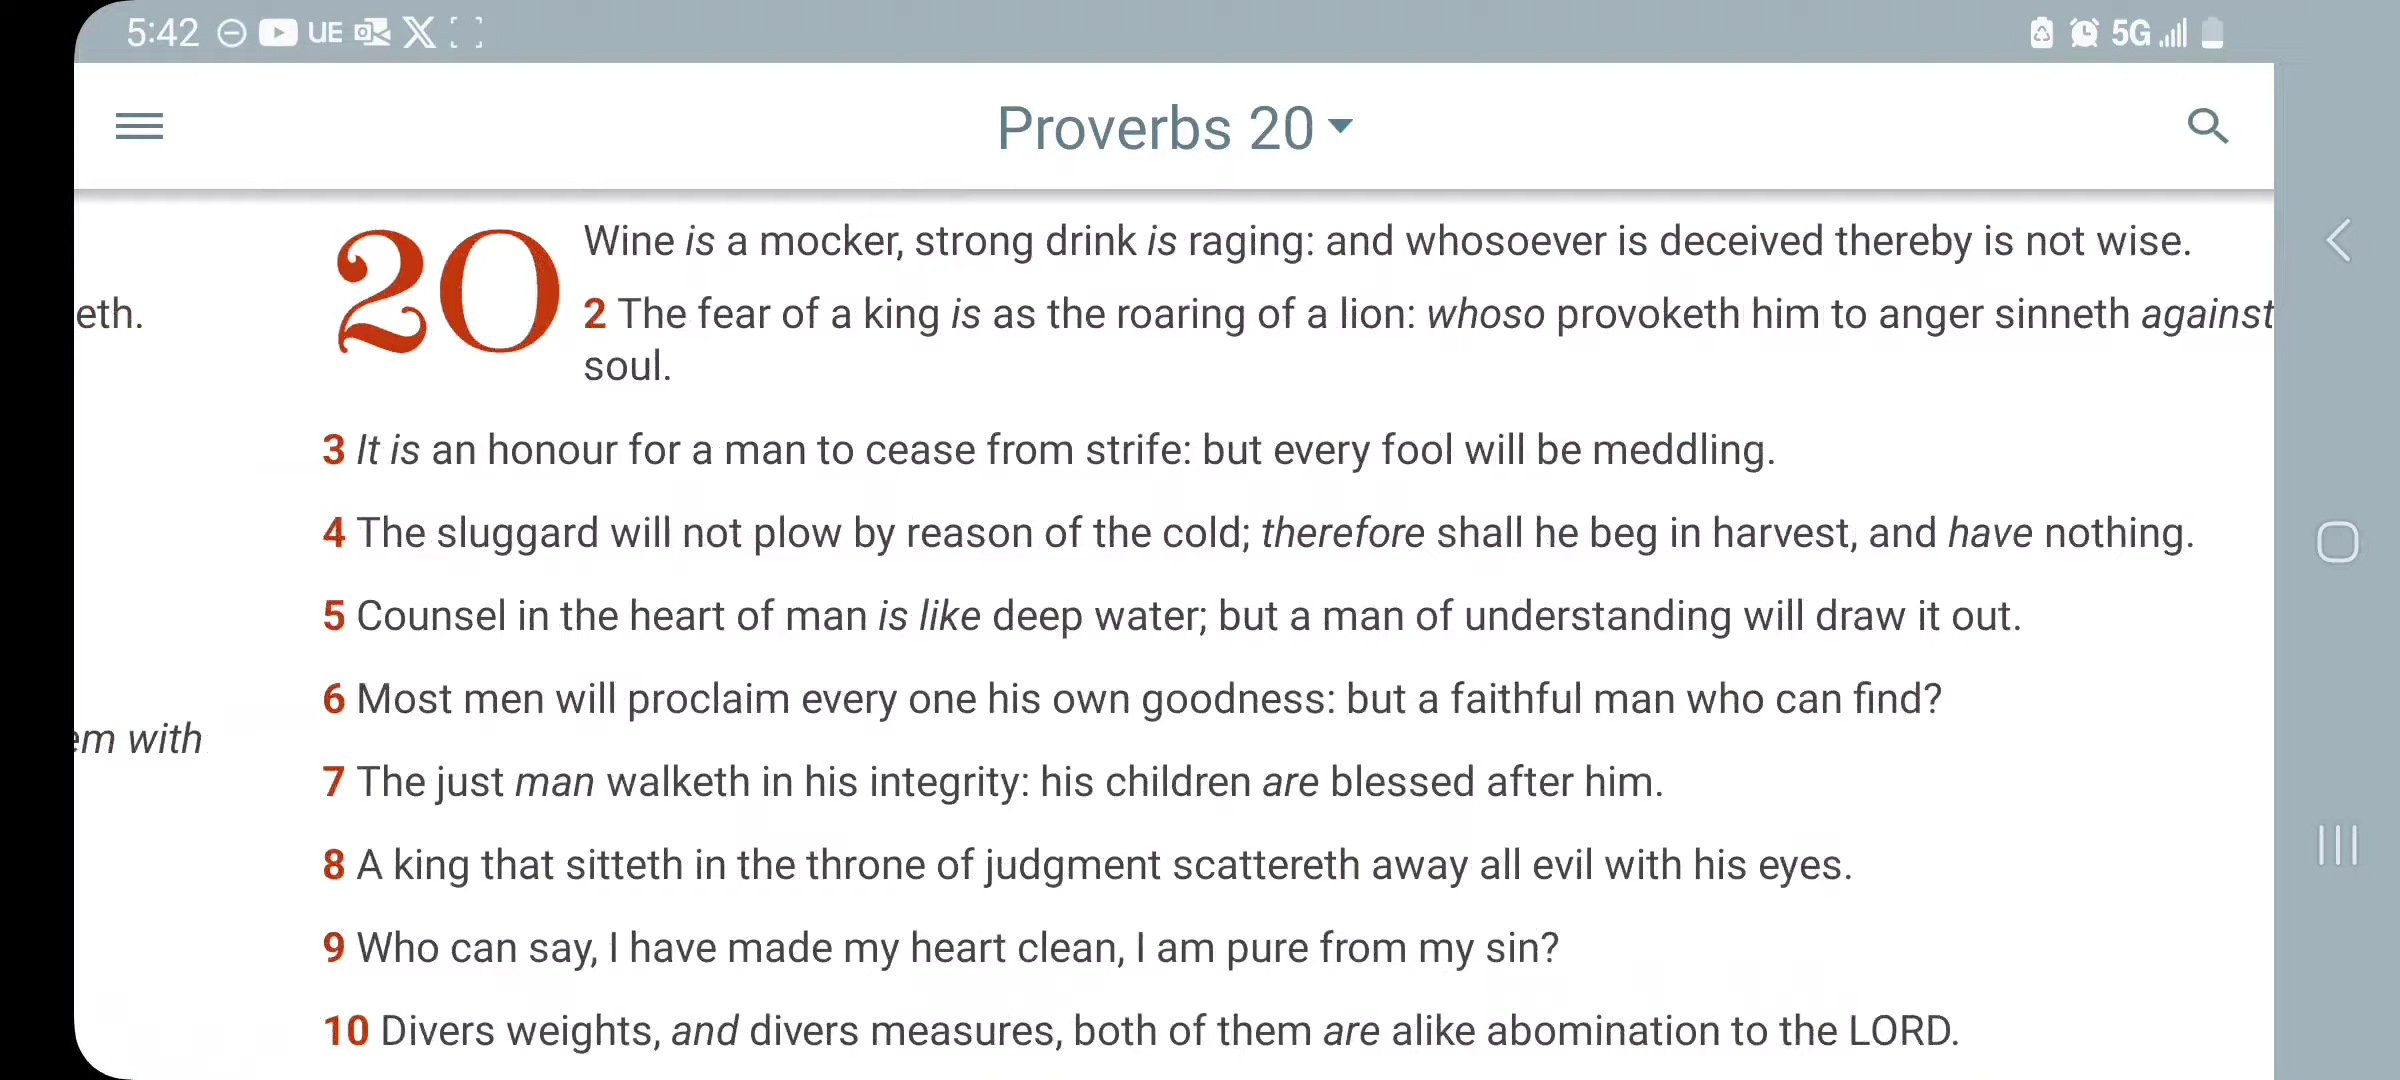 5:42 UE X 5G
Proverbs 20
eth.
em with
20 Wine is a mocker, strong drink is raging: and whosoever is deceived thereby is not wise.
2 The fear of a king is as the roaring of a lion: whoso provoketh him to anger sinneth against
soul.
3 It is an honour for a man to cease from strife: but every fool will be meddling.
4 The sluggard will not plow by reason of the cold; therefore shall he beg in harvest, and have nothing.
5 Counsel in the heart of man is like deep water; but a man of understanding will draw it out.
6 Most men will proclaim every one his own goodness: but a faithful man who can find?
7 The just man walketh in his integrity: his children are blessed after him.
8 A king that sitteth in the throne of judgment scattereth away all evil with his eyes.
9 Who can say, I have made my heart clean, I am pure from my sin?
10 Divers weights, and divers measures, both of them are alike abomination to the LORD.